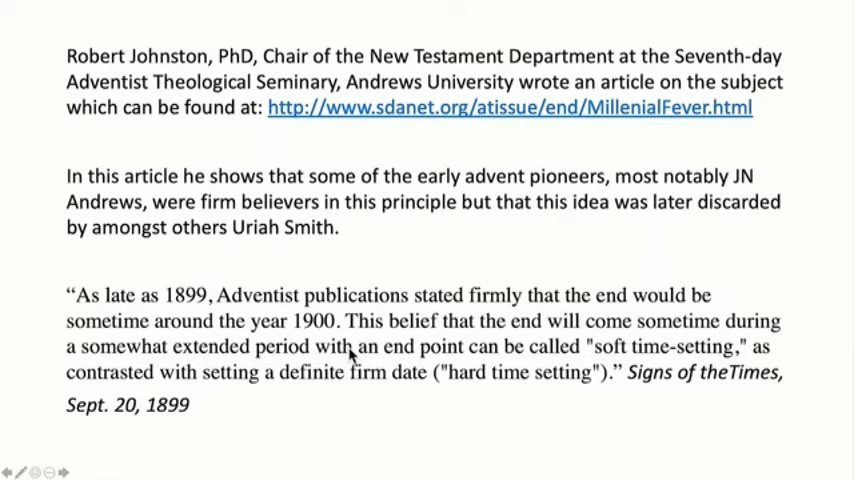 Robert Johnston, PhD, Chair of the New Testament Department at the Seventh-day
Adventist Theological Seminary, Andrews University wrote an article on the subject
which can be found at: http://www.sdanet.org/atissue/end/MillenialFever.html
In this article he shows that some of the early advent pioneers, most notably JN
Andrews, were firm believers in this principle but that this idea was later discarded
by amongst others Uriah Smith.
“As late as 1899, Adventist publications stated firmly that the end would be
sometime around the year 1900. This belief that the end will come sometime during
a somewhat extended period with an end point can be called "soft time-setting," as
contrasted with setting a definite firm date ("hard time setting").” Signs of theTimes,
Sept. 20, 1899